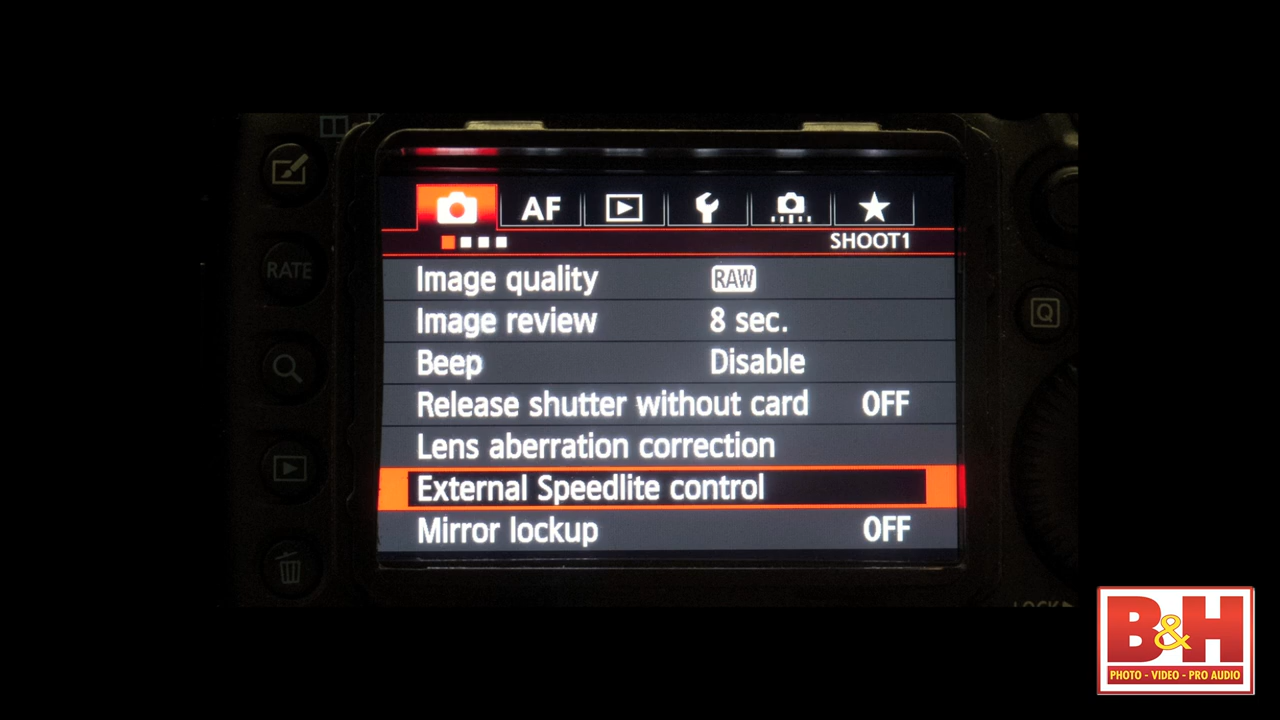 AF
SHOOT1
RATE
Image quality RAW
Image review 8 sec.
Beep Disable
Release shutter without card OFF
Lens aberration correction
External Speedlite control
Mirror lockup OFF
Q
LOCK
B&H
PHOTO - VIDEO - PRO AUDIO